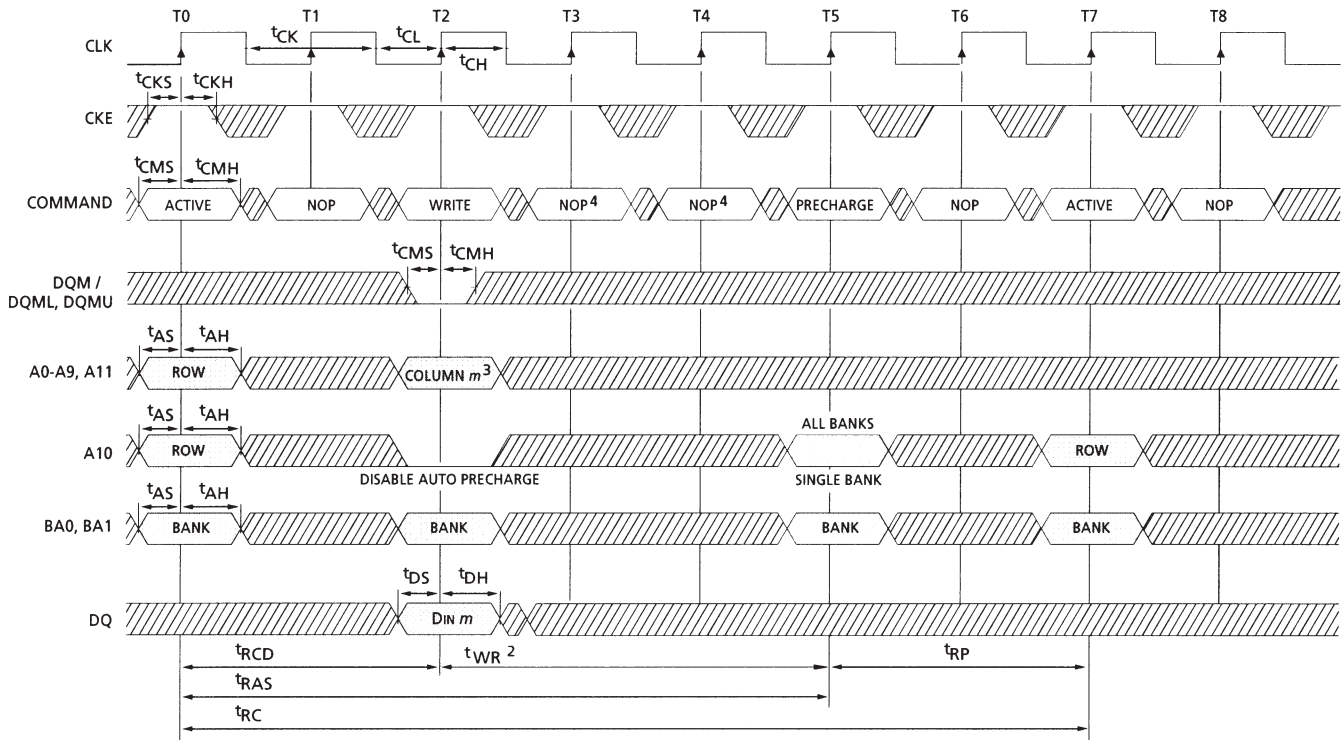 T0 T1 T2 T3 T4 T5 T6 T7 T8
CLK tCK tCL tCH
tCKS tCKH
CKE
tCMS tCMH
COMMAND ACTIVE NOP WRITE NOP4 NOP4 PRECHARGE NOP ACTIVE NOP
tCMS tCMH
DQM /
DQML, DQMU
tAS tAH
A0-A9, A11 ROW COLUMN m3
tAS tAH ALL BANKS
A10 ROW ROW
DISABLE AUTO PRECHARGE SINGLE BANK
tAS tAH
BA0, BA1 BANK BANK BANK BANK
tDS tDH
DQ DIN m
tRCD tWR 2 tRP
tRAS
tRC